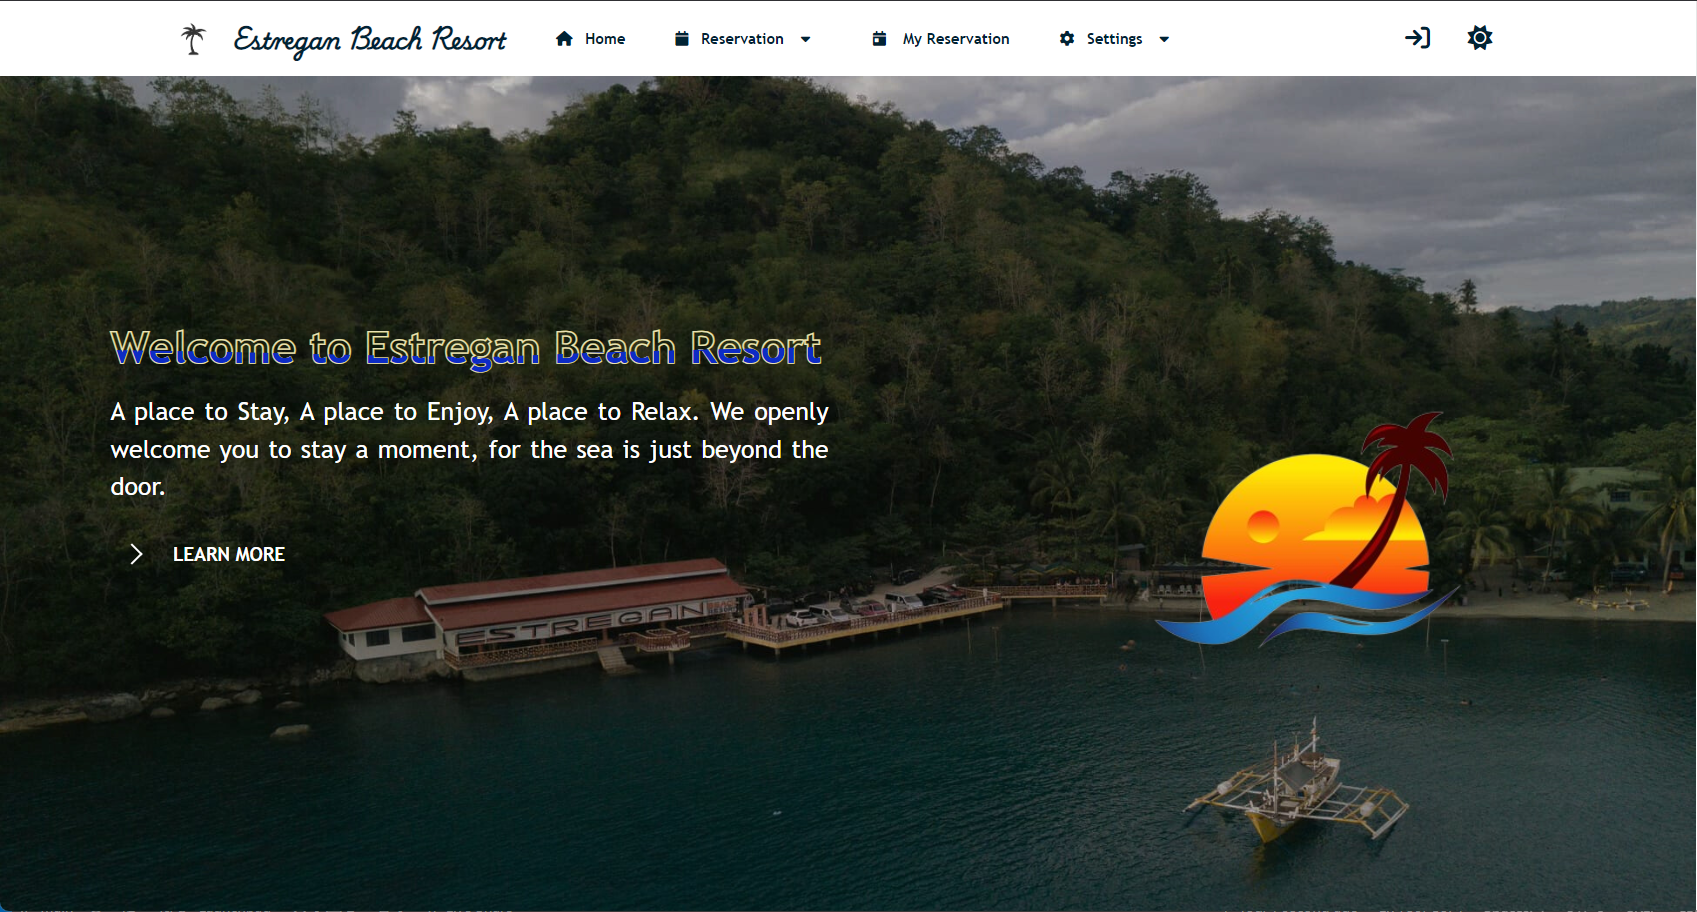 Estregan Beach Resort
Home
Reservation
My Reservation
Settings
Welcome to Estregan Beach Resort
A place to Stay, A place to Enjoy, A place to Relax. We openly
welcome you to stay a moment, for the sea is just beyond the
door.
LEARN MORE
ESTREGAN